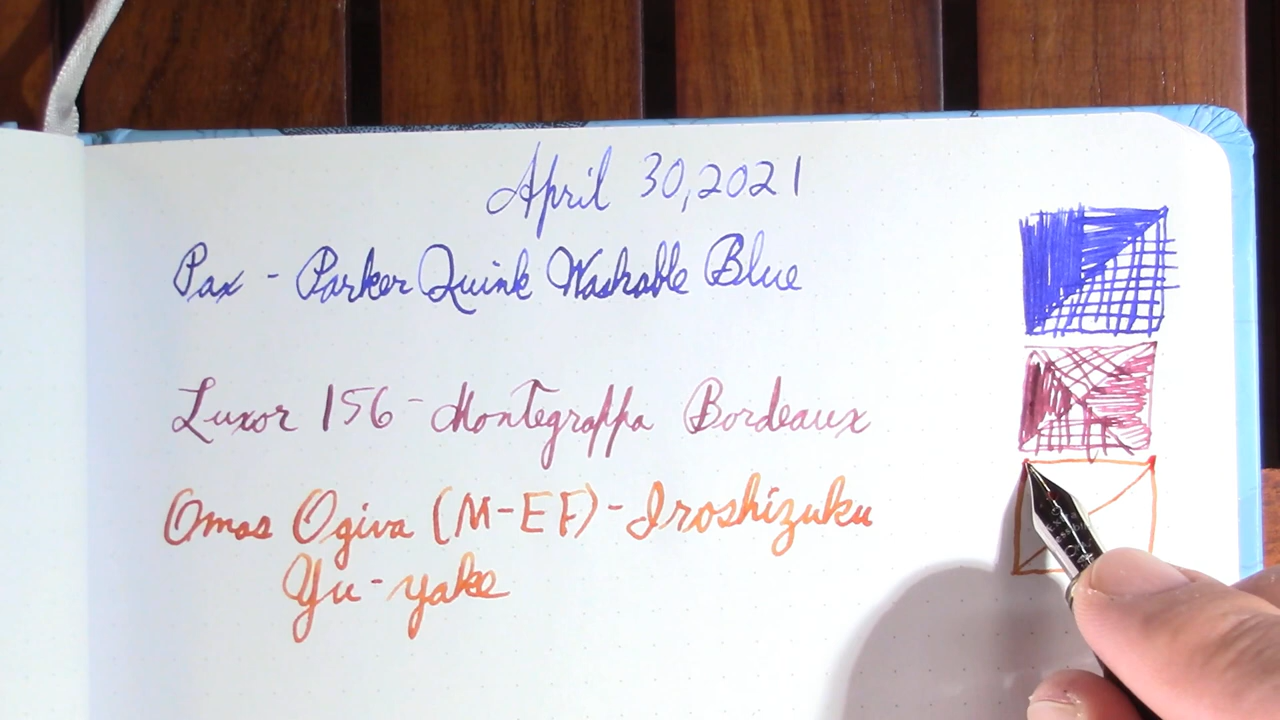 April 30, 2021
Pax - Parker Quink Washable Blue
Luxor 156 - Montegrappa Bordeaux
Omas Ogiva (M-EF) - Iroshizuku
Yu-yake